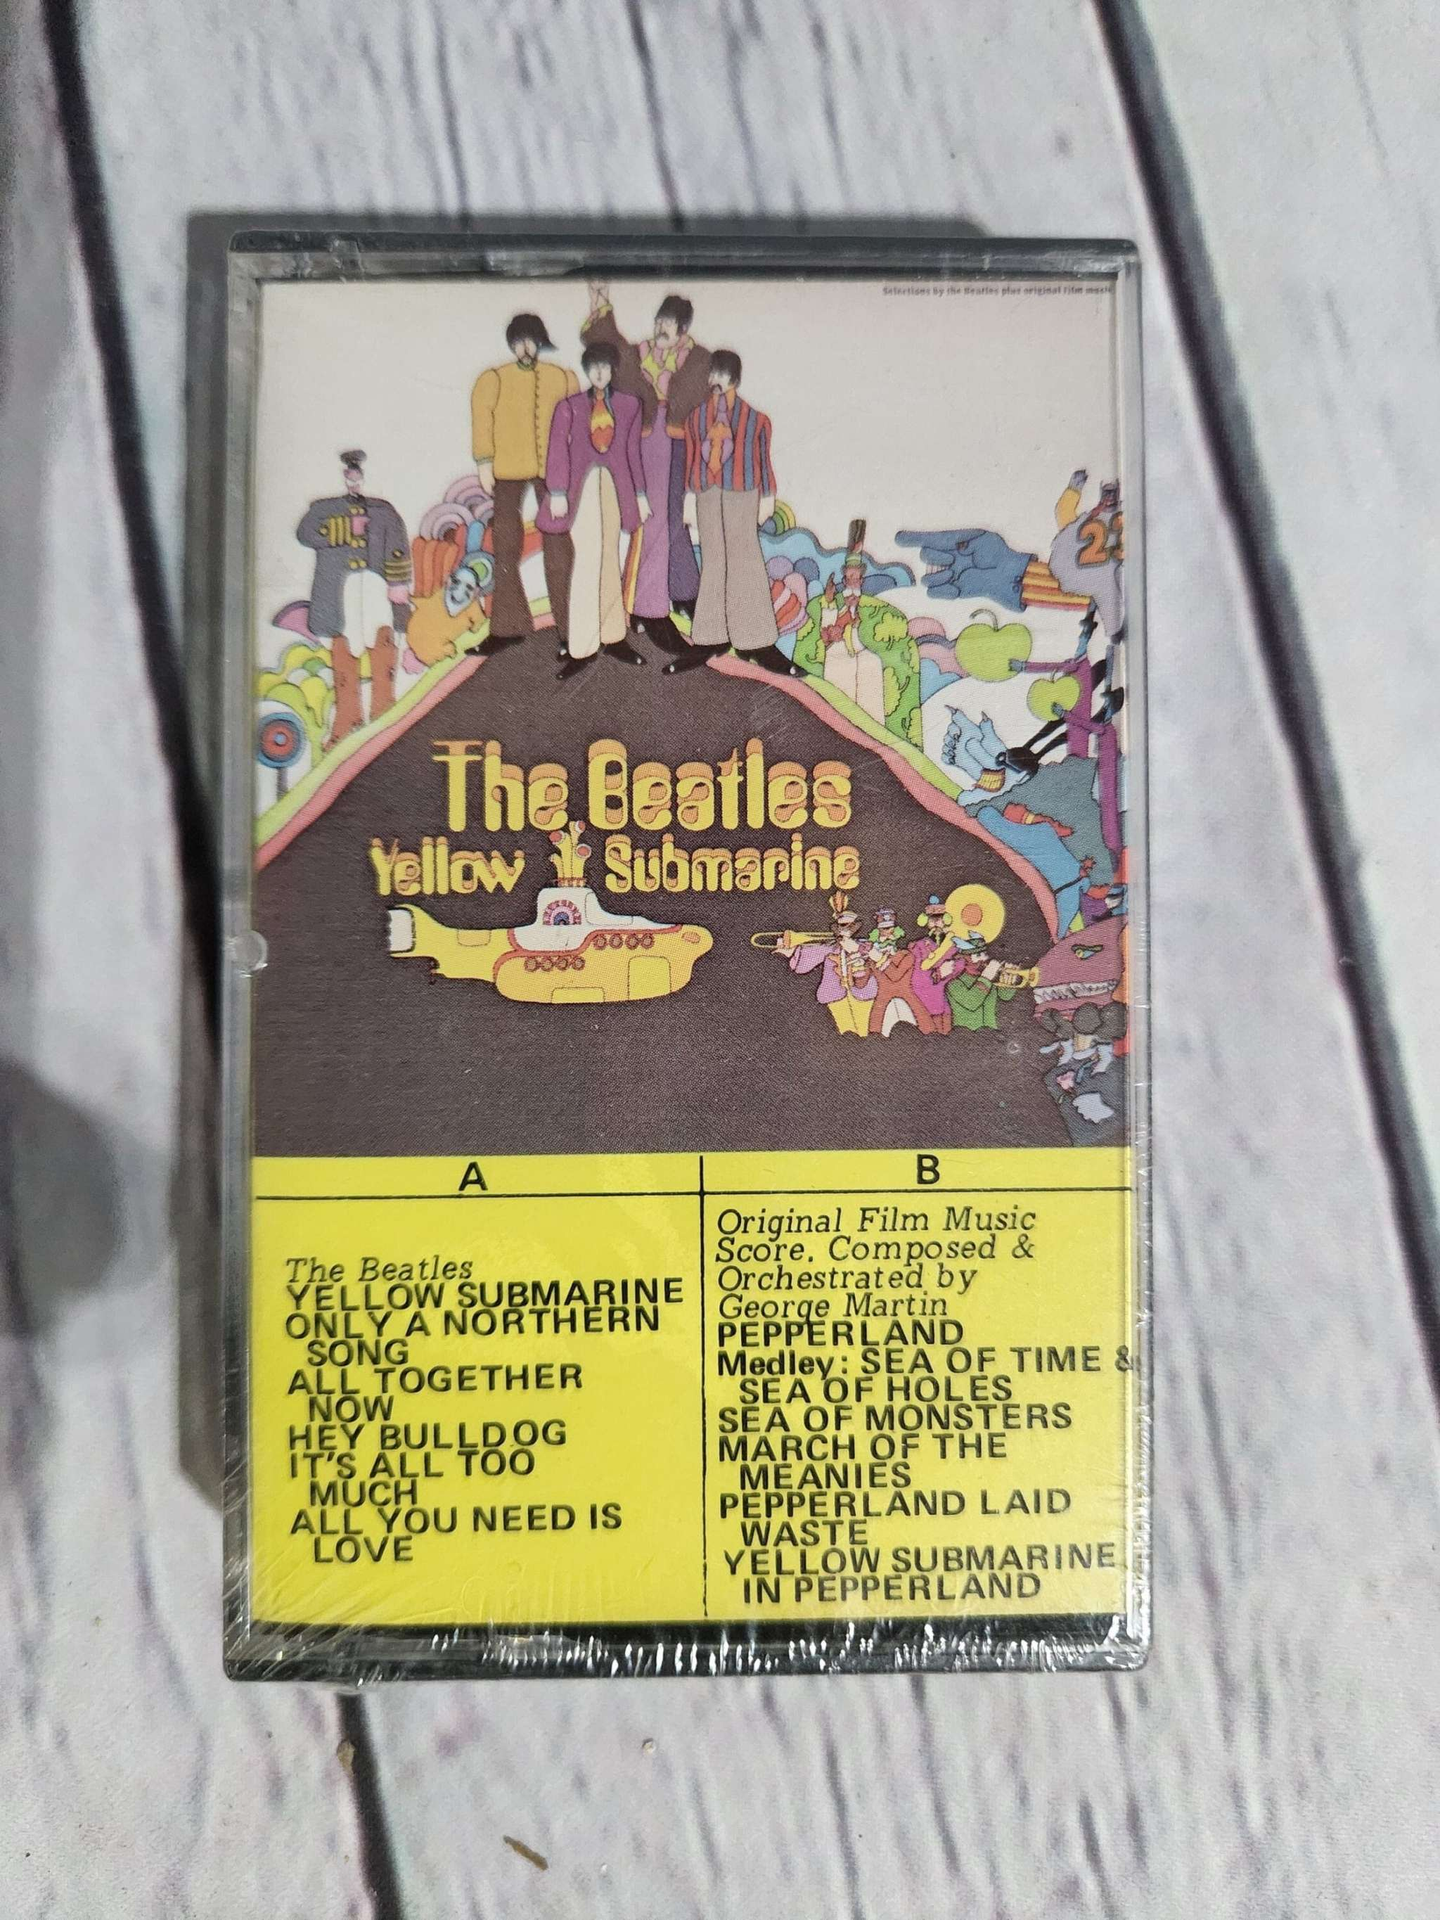 Selections by the Beatles plus original film music
22
The Beatles
Yellow Submarine
A
The Beatles
YELLOW SUBMARINE
ONLY A NORTHERN
SONG
ALL TOGETHER
NOW
HEY BULLDOG
IT'S ALL TOO
MUCH
ALL YOU NEED IS
LOVE
B
Original Film Music
Score. Composed &
Orchestrated by
George Martin
PEPPERLAND
Medley: SEA OF TIME &
SEA OF HOLES
SEA OF MONSTERS
MARCH OF THE
MEANIES
PEPPERLAND LAID
WASTE
YELLOW SUBMARINE
IN PEPPERLAND